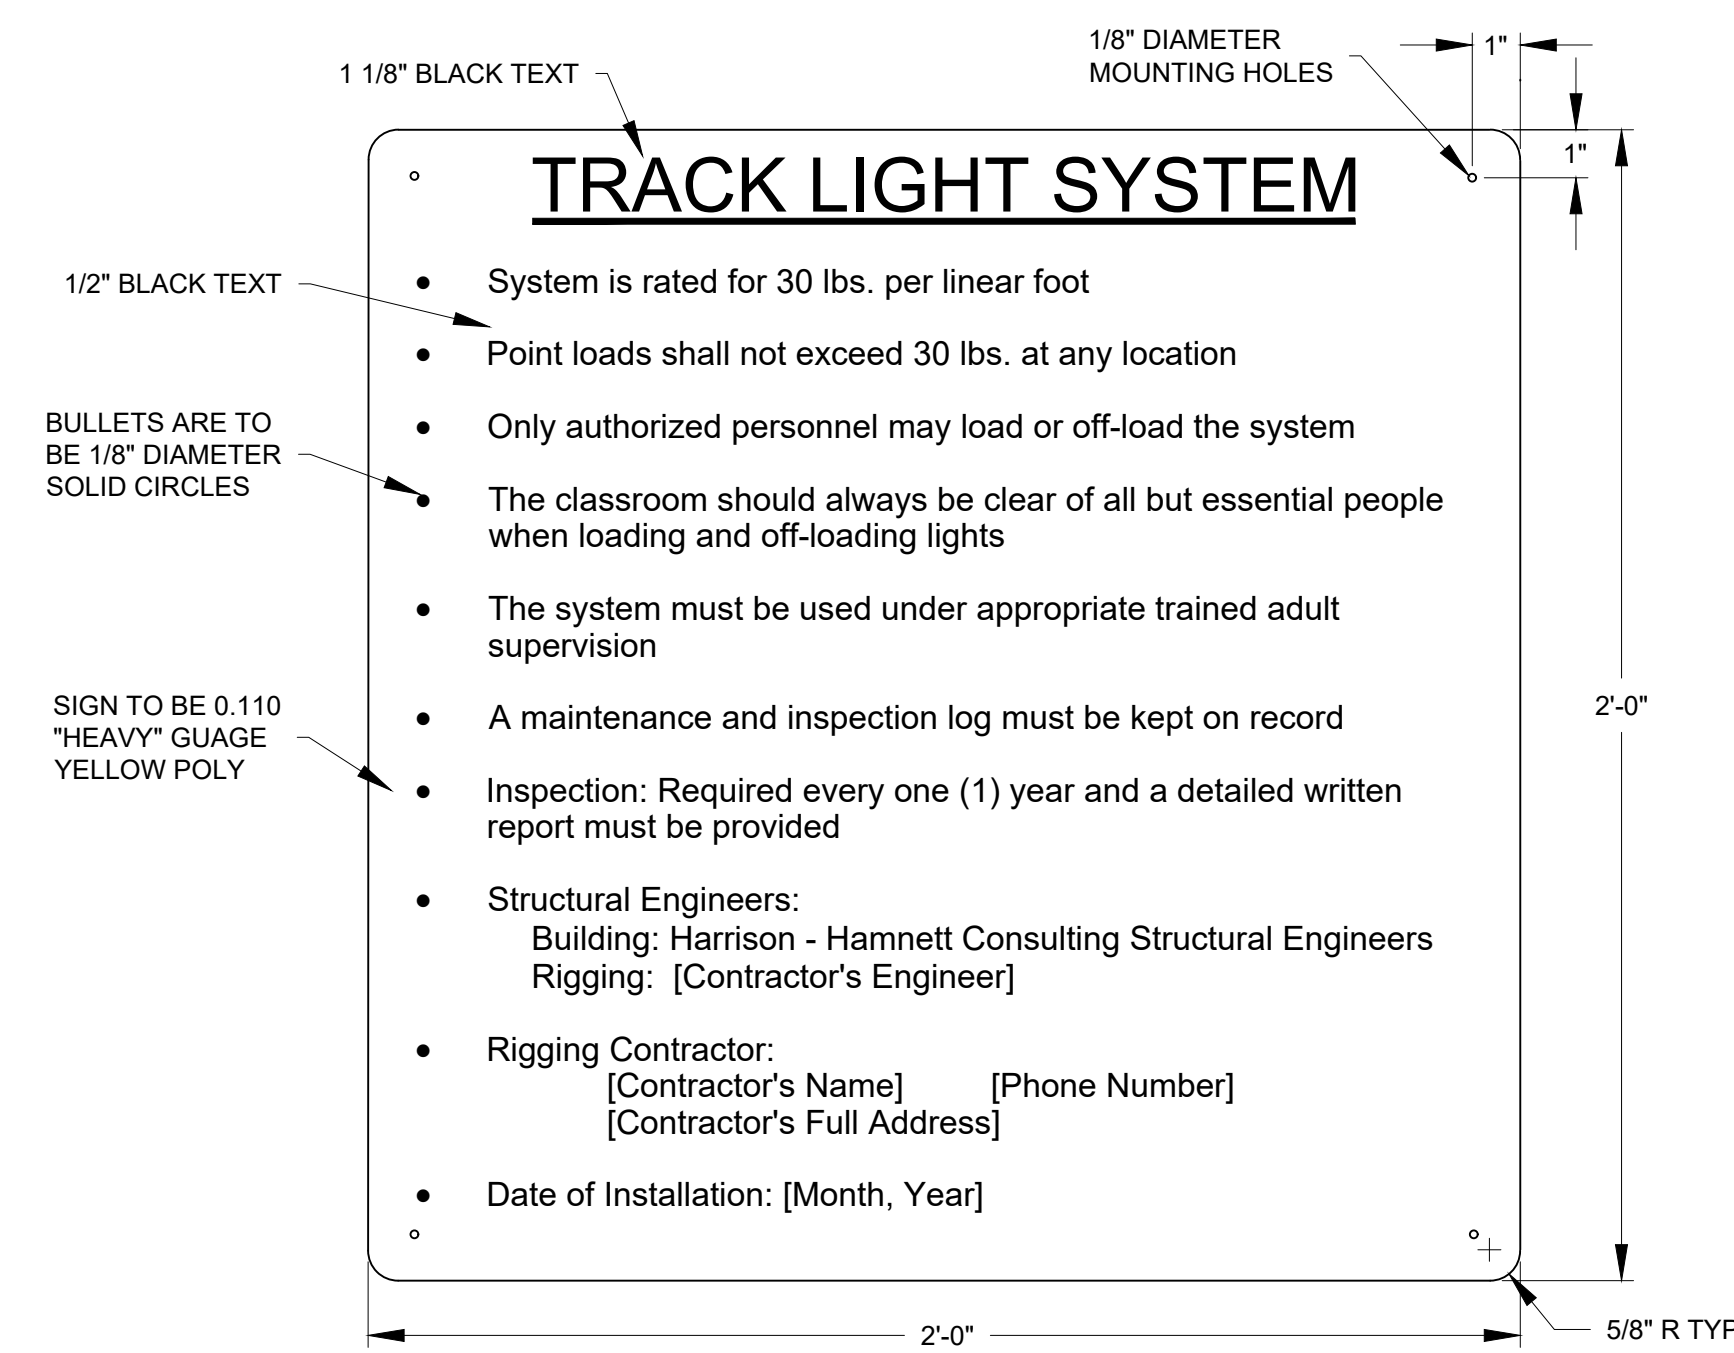 1/8" DIAMETER
MOUNTING HOLES
1"
1 1/8" BLACK TEXT
1"
TRACK LIGHT SYSTEM
1/2" BLACK TEXT
• System is rated for 30 lbs. per linear foot
• Point loads shall not exceed 30 lbs. at any location
BULLETS ARE TO
BE 1/8" DIAMETER
SOLID CIRCLES
• Only authorized personnel may load or off-load the system
• The classroom should always be clear of all but essential people
when loading and off-loading lights
• The system must be used under appropriate trained adult
supervision
SIGN TO BE 0.110
"HEAVY" GUAGE
YELLOW POLY
2'-0"
• A maintenance and inspection log must be kept on record
• Inspection: Required every one (1) year and a detailed written
report must be provided
• Structural Engineers:
Building: Harrison - Hamnett Consulting Structural Engineers
Rigging: [Contractor's Engineer]
• Rigging Contractor:
[Contractor's Name] [Phone Number]
[Contractor's Full Address]
• Date of Installation: [Month, Year]
2'-0"
5/8" R TYP